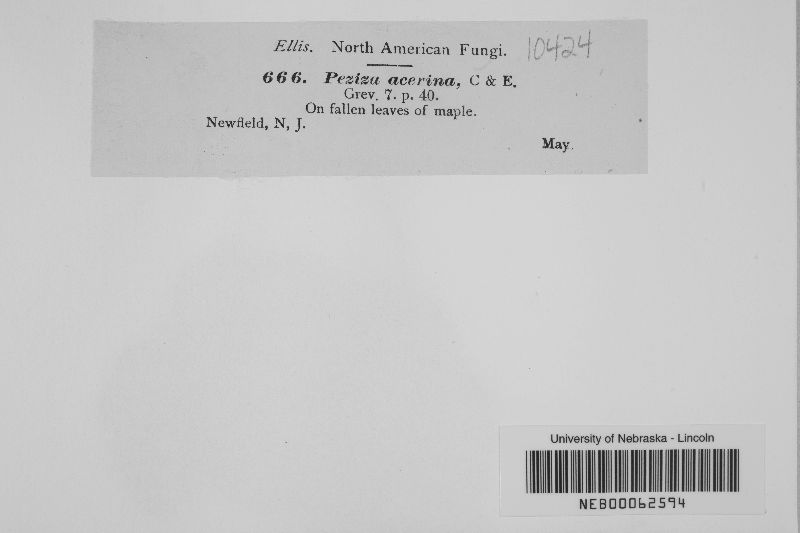 Ellis. North American Fungi. 10424
666. Peziza acerina, C & E.
Grev. 7. p. 40.
On fallen leaves of maple.
Newfield, N, J.
May.
University of Nebraska - Lincoln
NEB00062594